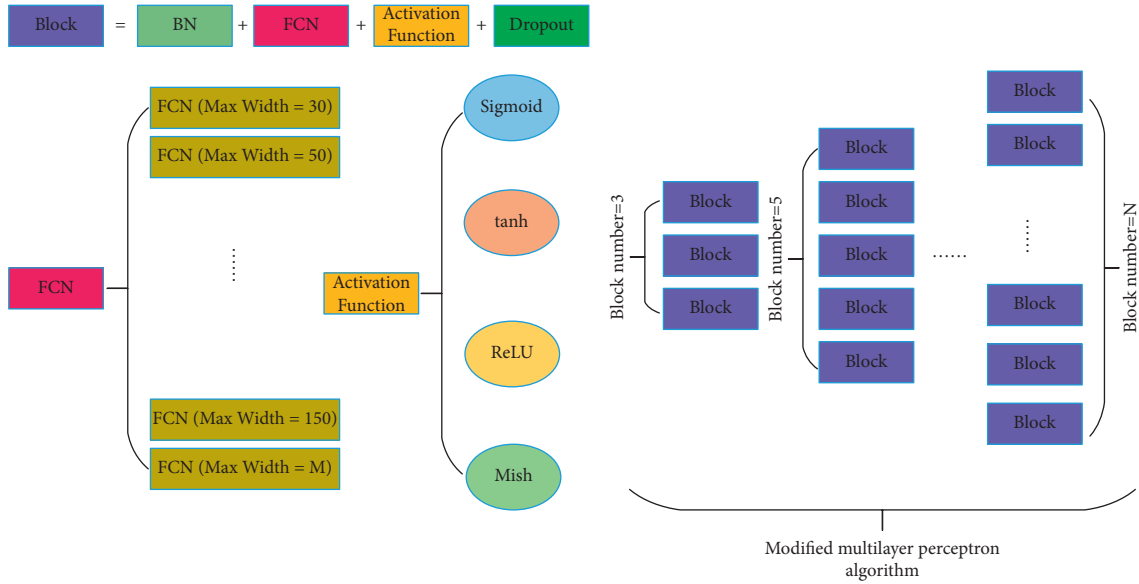 Block = BN + FCN + Activation Function + Dropout
FCN
FCN (Max Width = 30)
FCN (Max Width = 50)
......
FCN (Max Width = 150)
FCN (Max Width = M)
Activation
Function
Sigmoid
tanh
ReLU
Mish
Block number=3
Block
Block
Block
Block number=5
Block
Block
Block
Block
Block
......
Block
Block
......
Block
Block
Block
Block number=N
Modified multilayer perceptron
algorithm